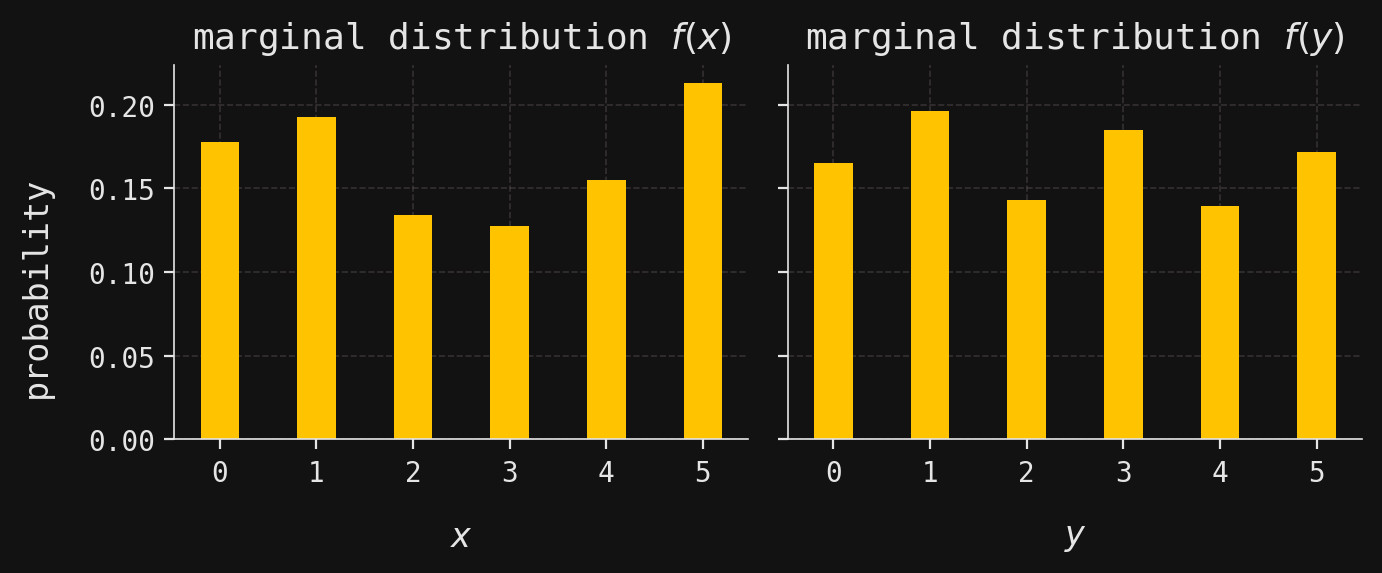 marginal distribution f(x)
marginal distribution f(y)
probability
0.20
0.15
0.10
0.05
0.00
0 1 2 3 4 5
0 1 2 3 4 5
x
y